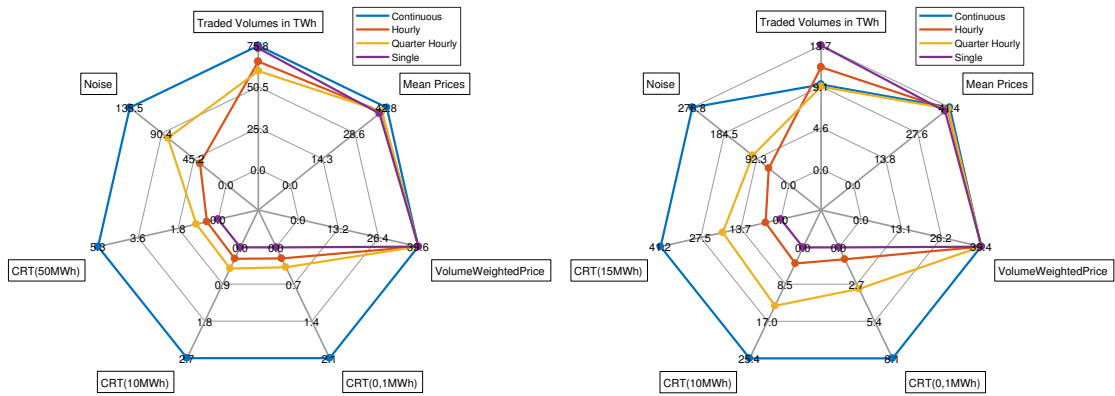 Traded Volumes in TWh
Continuous
Hourly
Quarter Hourly
Single
75.8
Noise
Mean Prices
135.5
42.8
50.5
90.4
28.6
25.3
45.2
14.3
0.0
0.0
0.0
0.0
0.0
1.8
13.2
3.6
26.4
5.3
39.6
0.0
0.0
CRT(50MWh)
VolumeWeightedPrice
0.9
0.7
1.8
1.4
2.7
2.1
CRT(10MWh)
CRT(0,1MWh)
Traded Volumes in TWh
Continuous
Hourly
Quarter Hourly
Single
13.7
Noise
Mean Prices
276.8
41.4
9.1
184.5
27.6
4.6
92.3
13.8
0.0
0.0
0.0
0.0
0.0
13.7
13.1
27.5
26.2
41.2
39.4
0.0
0.0
CRT(15MWh)
VolumeWeightedPrice
8.5
2.7
17.0
5.4
25.4
8.1
CRT(10MWh)
CRT(0,1MWh)